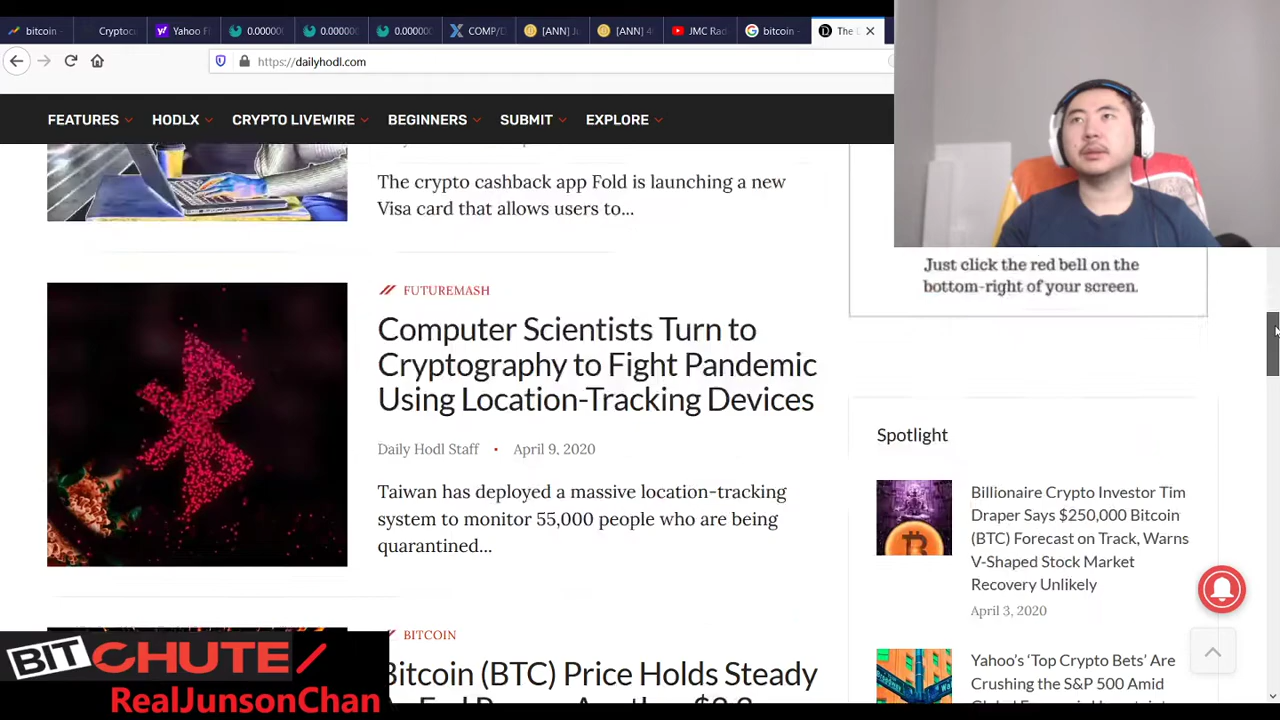 bitcoin
Cryptocu
Yahoo F
0.00000
0.00000
0.00000
COMP/
[ANN] J
[ANN] 4
JMC Rad
bitcoin
The
https://dailyhodl.com
FEATURES
HODLX
CRYPTO LIVEWIRE
BEGINNERS
SUBMIT
EXPLORE
The crypto cashback app Fold is launching a new
Visa card that allows users to...
Just click the red bell on the
bottom-right of your screen.
FUTUREMASH
Computer Scientists Turn to
Cryptography to Fight Pandemic
Using Location-Tracking Devices
Daily Hodl Staff • April 9, 2020
Taiwan has deployed a massive location-tracking
system to monitor 55,000 people who are being
quarantined...
Spotlight
Billionaire Crypto Investor Tim
Draper Says $250,000 Bitcoin
(BTC) Forecast on Track, Warns
V-Shaped Stock Market
Recovery Unlikely
April 3, 2020
Yahoo's 'Top Crypto Bets' Are
Crushing the S&P 500 Amid
BITCOIN
Bitcoin (BTC) Price Holds Steady
BITCHUTE
RealJunsonChan